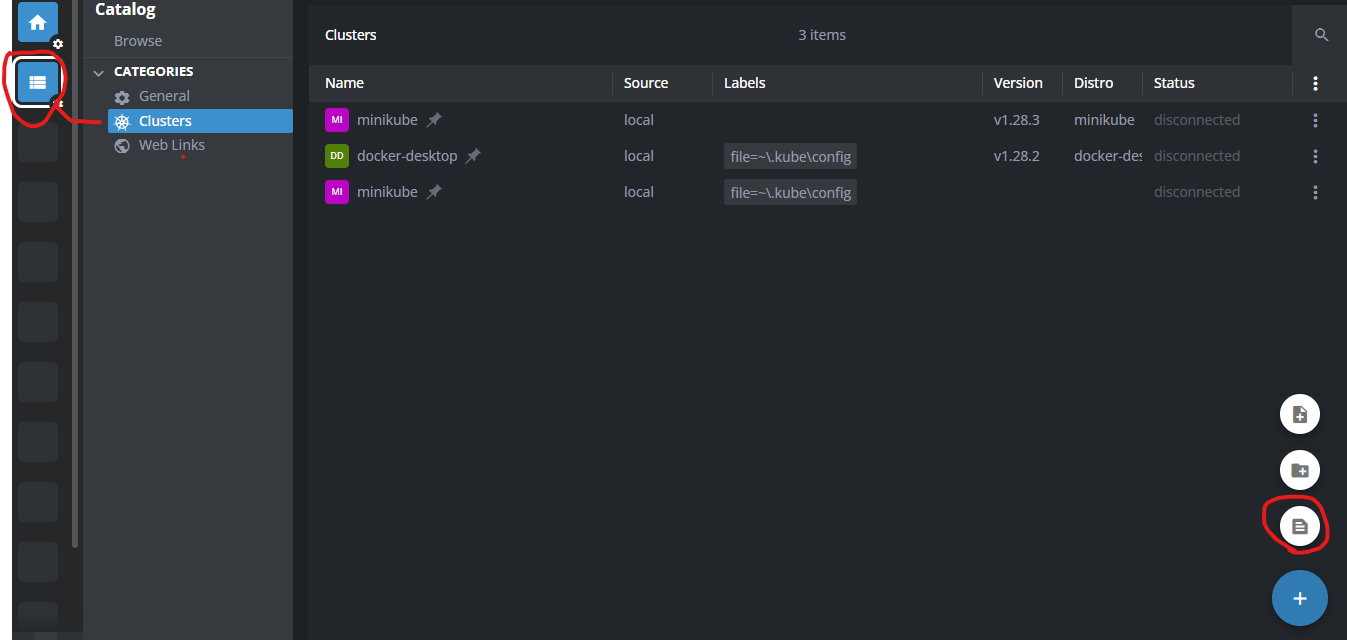 Catalog
Browse
CATEGORIES
General
Clusters
Web Links
Clusters 3 items
Name Source Labels Version Distro Status
MI minikube local v1.28.3 minikube disconnected
DD docker-desktop local file=~\.kube\config v1.28.2 docker-des disconnected
MI minikube local file=~\.kube\config disconnected